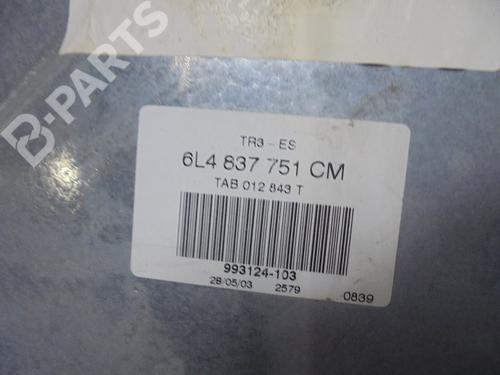 B-PARTS
TR3 - ES
6L4 837 751 CM
TAB 012 843 T
993124-103
28/05/03 2579 0839